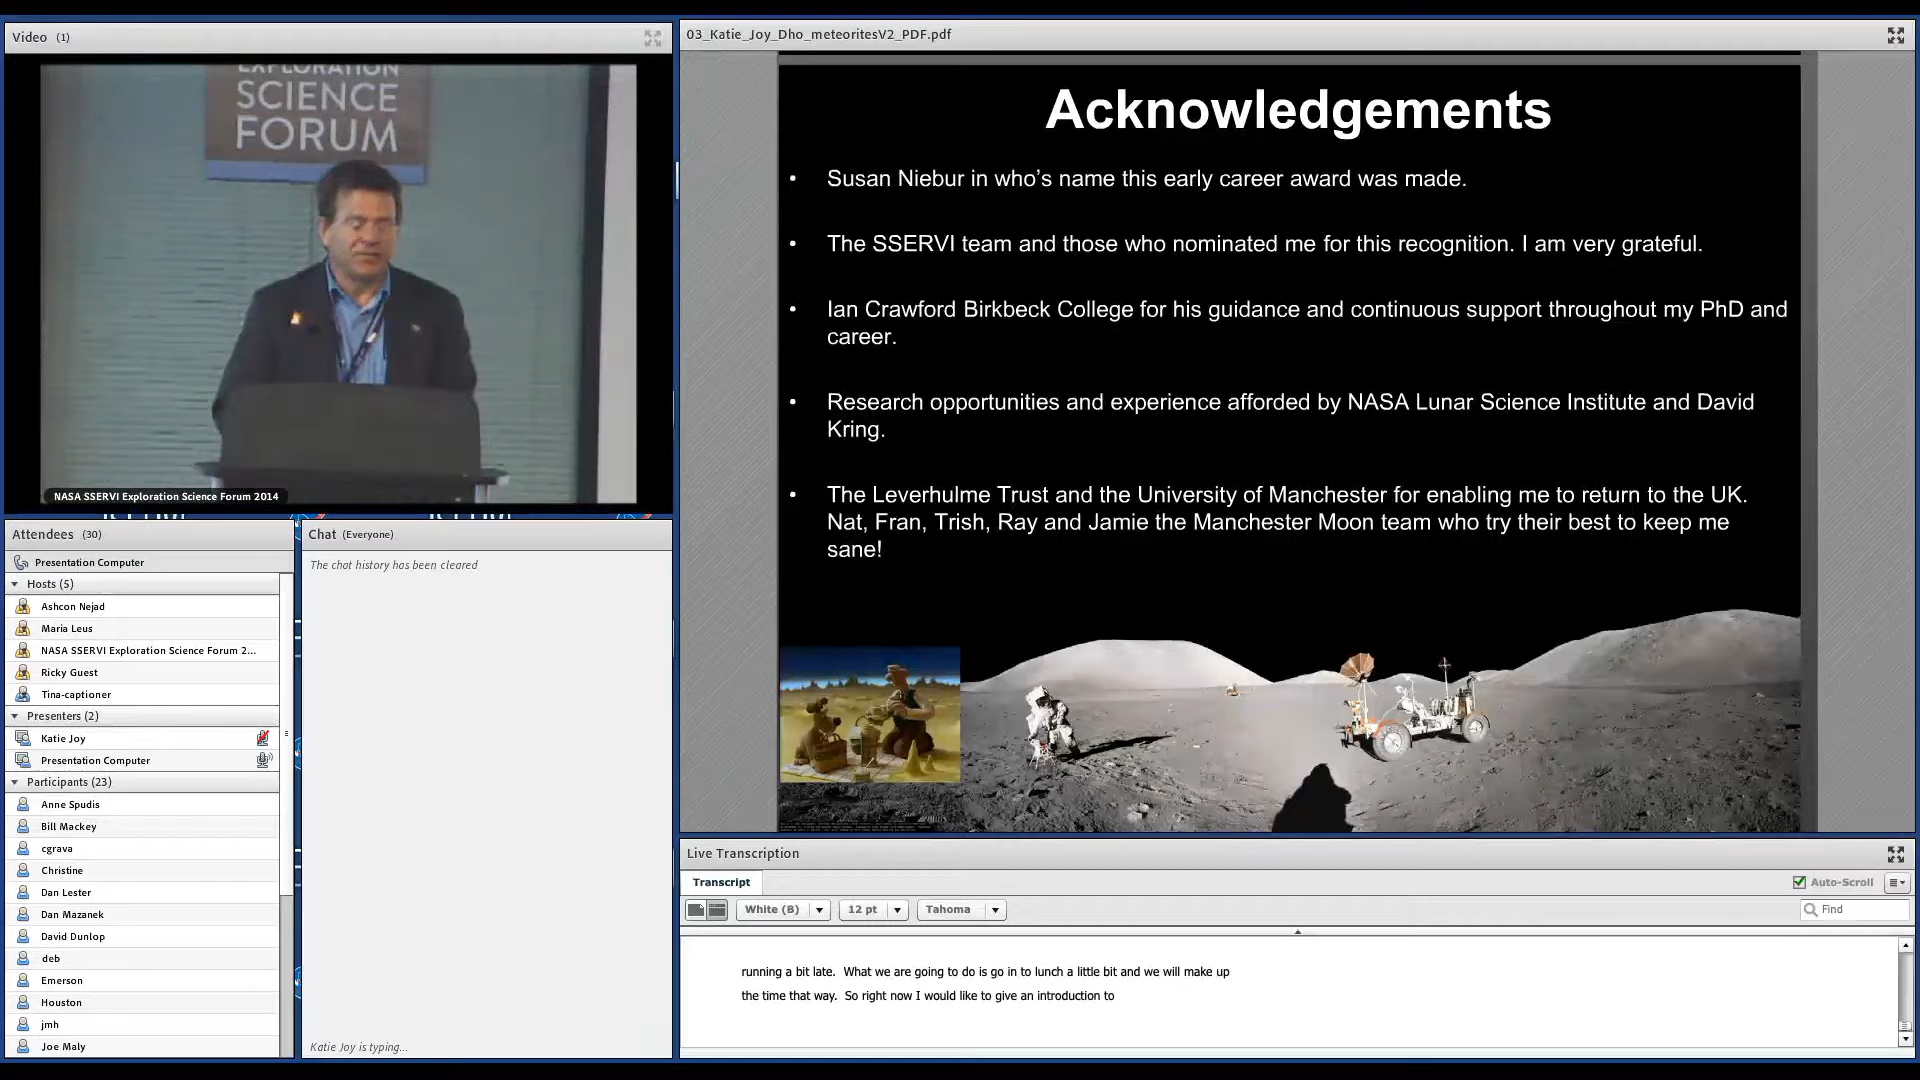 Video (1)
EXPLORATION
SCIENCE
FORUM
NASA SSERVI Exploration Science Forum 2014
Attendees (30)
Presentation Computer
Hosts (5)
Ashcon Nejad
Maria Leus
NASA SSERVI Exploration Science Forum 2...
Ricky Guest
Tina-captioner
Presenters (2)
Katie Joy
Presentation Computer
Participants (23)
Anne Spudis
Bill Mackey
cgrava
Christine
Dan Lester
Dan Mazanek
David Dunlop
deb
Emerson
Houston
jmh
Joe Maly
Chat (Everyone)
The chat history has been cleared
Katie Joy is typing...
03_Katie_Joy_Dho_meteoritesV2_PDF.pdf
Acknowledgements
• Susan Niebur in who's name this early career award was made.
• The SSERVI team and those who nominated me for this recognition. I am very grateful.
• Ian Crawford Birkbeck College for his guidance and continuous support throughout my PhD and
career.
• Research opportunities and experience afforded by NASA Lunar Science Institute and David
Kring.
• The Leverhulme Trust and the University of Manchester for enabling me to return to the UK.
Nat, Fran, Trish, Ray and Jamie the Manchester Moon team who try their best to keep me
sane!
Live Transcription
Transcript
Auto-Scroll
White (B) 12 pt Tahoma
Find
running a bit late.  What we are going to do is go in to lunch a little bit and we will make up
the time that way.  So right now I would like to give an introduction to